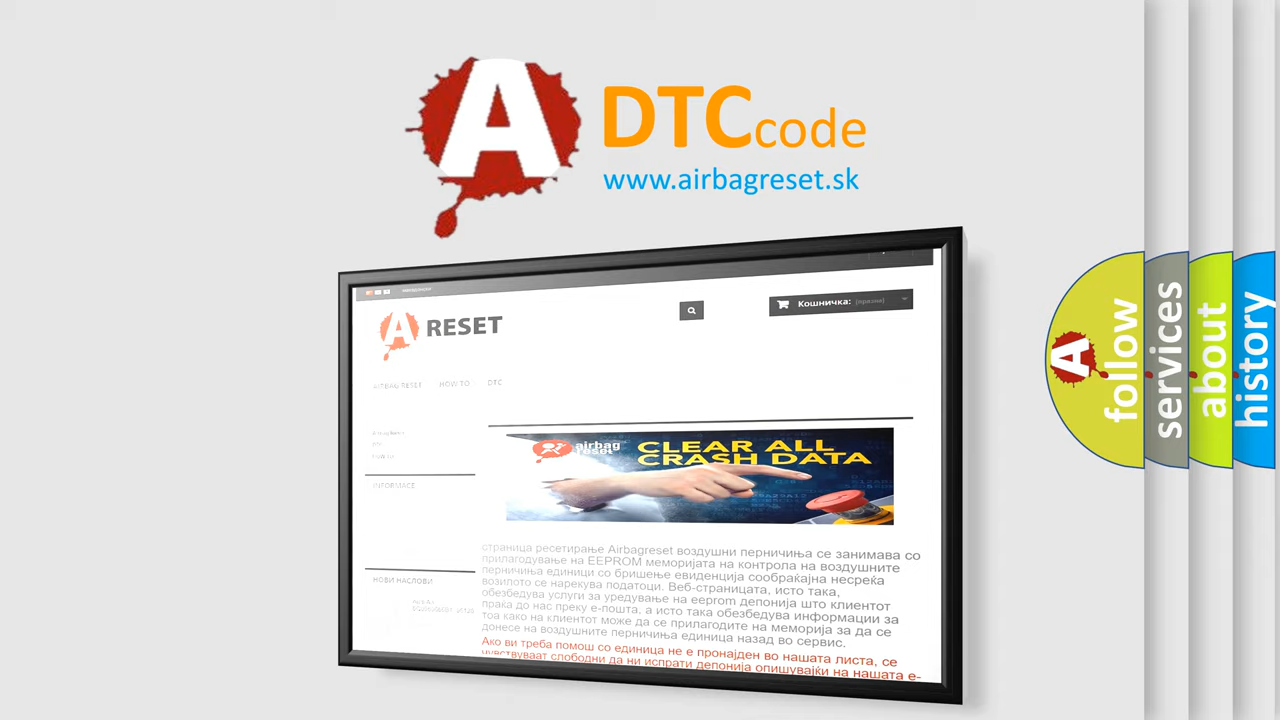 A
DTC code
www.airbagreset.sk
A RESET
Кошничка: (празни)
AIRBAG RESET HOW TO DTC
airbag
reset
CLEAR ALL
CRASH DATA
INFORMACE
НОВИ НАСЛОВИ
страница ресетирање Airbagreset воздушни перничиња се занимава со
прилагодување на EEPROM меморијата на контрола на воздушните
перничиња единици со бришење евиденција сообраќајна несреќа
возилото се нарекува податоци. Веб-страницата, исто така,
обезбедува услуги за уредување на eeprom депонија што клиентот
праќа до нас преку е-пошта, а исто така обезбедува информации за
тоа како на клиентот може да се прилагодите на меморија за да се
донесе на воздушните перничиња единица назад во сервис.
Ако ви треба помош со единица не е пронајден во нашата листа, се
чувствуваат слободни да ни испрати депонија опишувајќи на нашата е-
A
follow
services
about
history